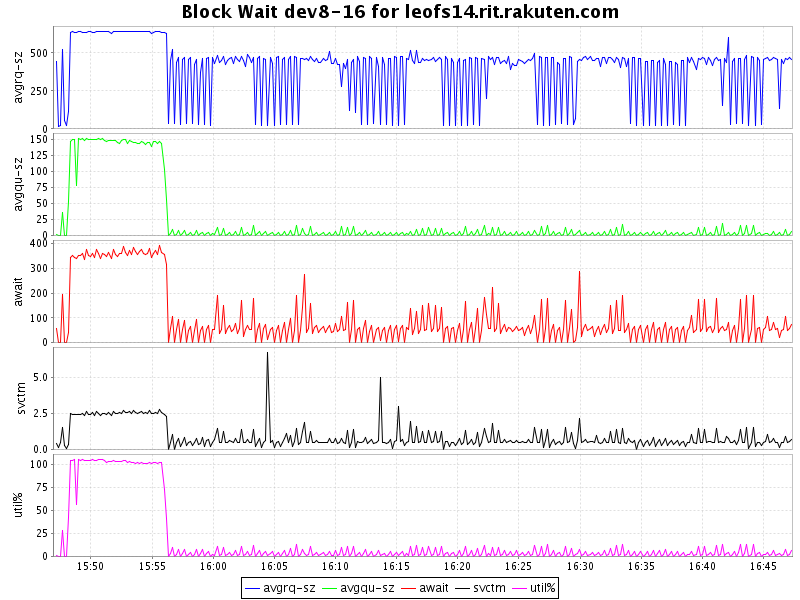 Block Wait dev8-16 for leofs14.rit.rakuten.com
avgrq-sz
500
250
0
avgqu-sz
150
125
100
75
50
25
0
await
400
300
200
100
0
svctm
5.0
2.5
0.0
util%
100
75
50
25
0
15:50 15:55 16:00 16:05 16:10 16:15 16:20 16:25 16:30 16:35 16:40 16:45
avgrq-sz avgqu-sz await svctm util%